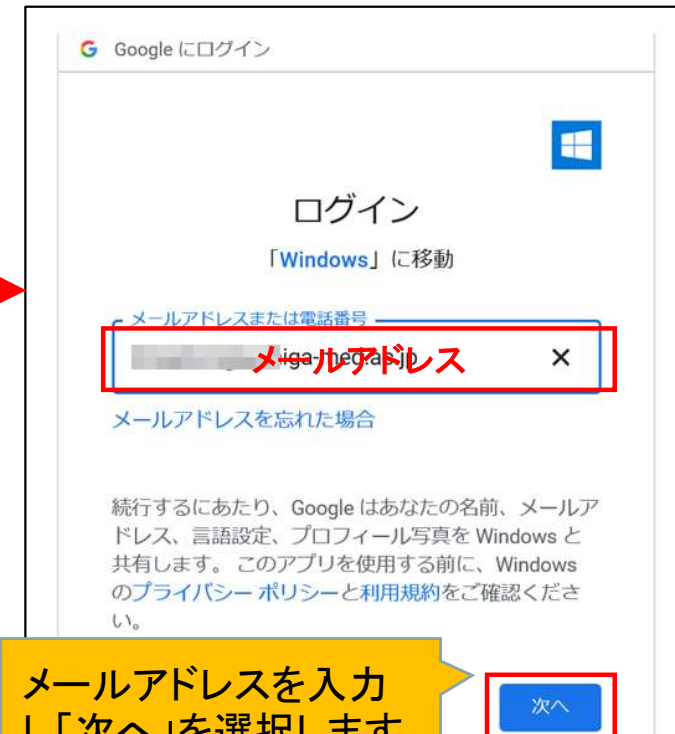 Google にログイン
ログイン
「Windows」に移動
メールアドレスまたは電話番号
メールアドレス
メールアドレスを忘れた場合
続行するにあたり、Google はあなたの名前、メールア
ドレス、言語設定、プロフィール写真を Windows と
共有します。 このアプリを使用する前に、Windows
のプライバシー ポリシーと利用規約をご確認くださ
い。
メールアドレスを入力
し「次へ」を選択します
次へ